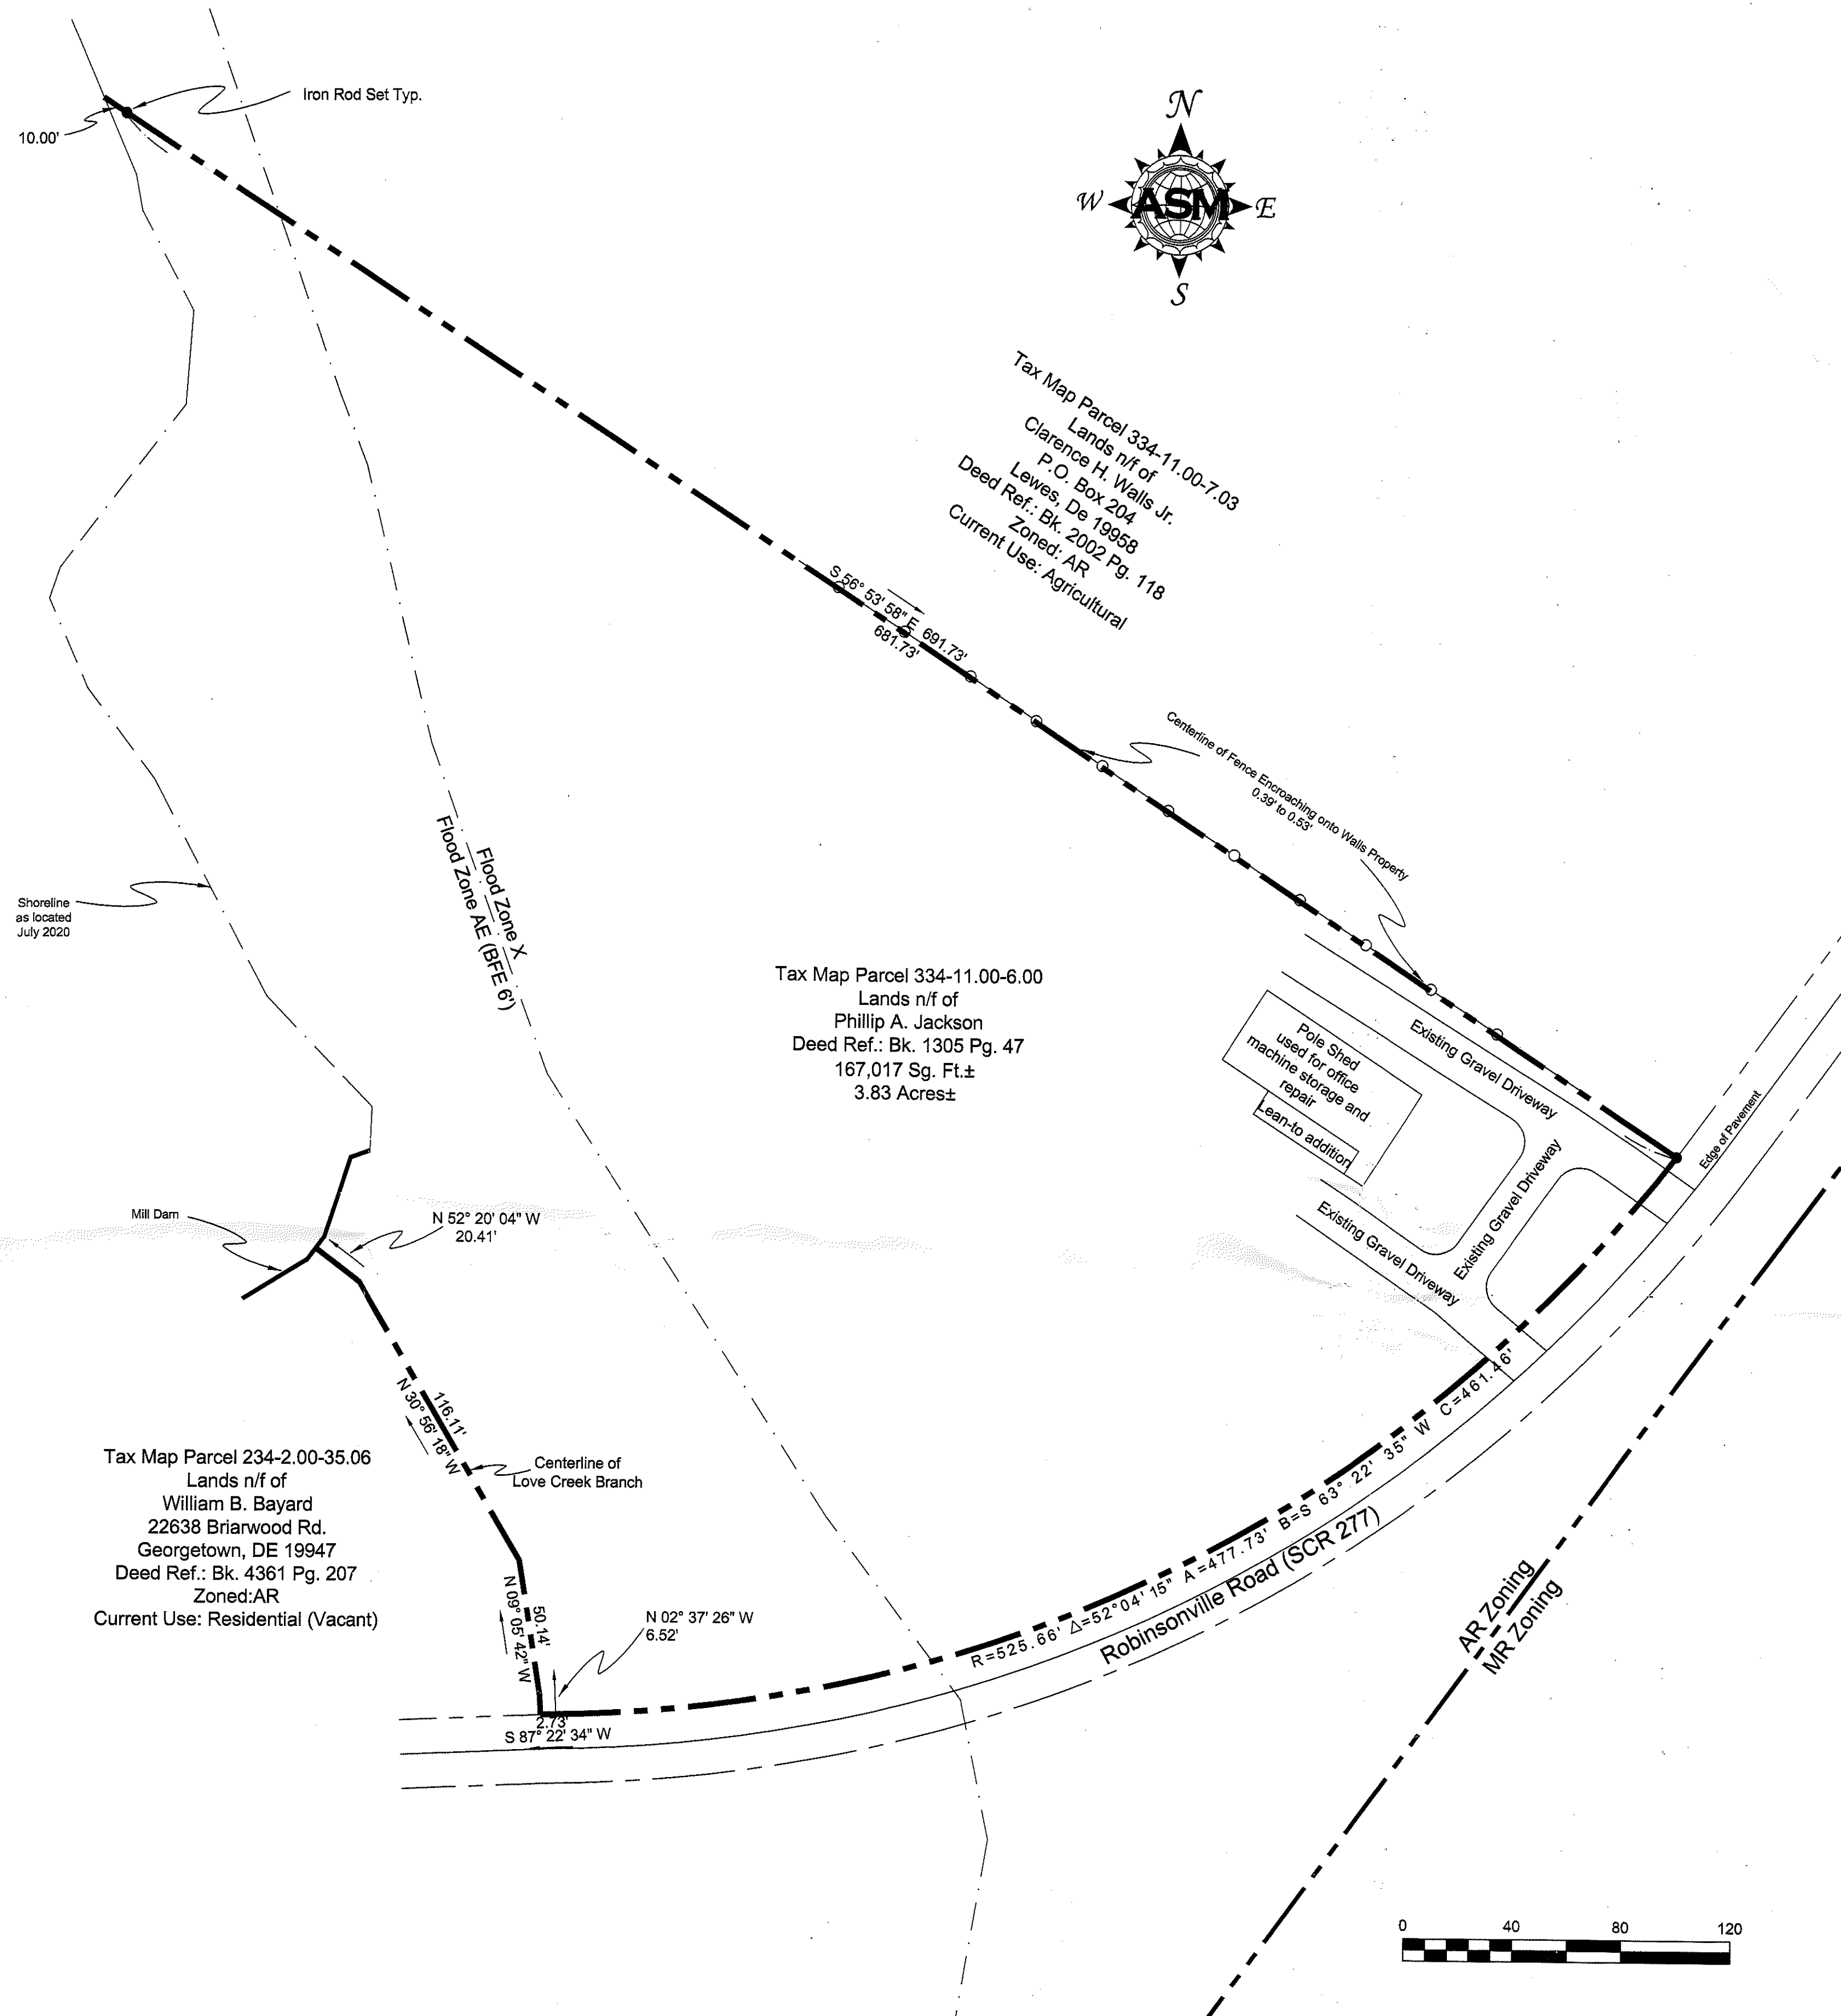 Iron Rod Set Typ.
10.00'
N
W
ASM
E
S
Tax Map Parcel 334-11.00-7.03
Lands n/f of
Clarence H. Walls Jr.
P.O. Box 204
Lewes, De 19958
Deed Ref.: Bk. 2002 Pg. 118
Zoned: AR
Current Use: Agricultural
S 56° 53' 58" E 691.73'
681.73'
Centerline of Fence Encroaching onto Walls Property
0.39' to 0.53'
Shoreline
as located
July 2020
Flood Zone X
Flood Zone AE (BFE 6')
Tax Map Parcel 334-11.00-6.00
Lands n/f of
Phillip A. Jackson
Deed Ref.: Bk. 1305 Pg. 47
167,017 Sg. Ft.±
3.83 Acres±
Pole Shed
used for office
machine storage and
repair
Lean-to addition
Existing Gravel Driveway
Existing Gravel Driveway
Existing Gravel Driveway
Edge of Pavement
Mill Dam
N 52° 20' 04" W
20.41'
116.11'
N 30° 56' 18" W
Centerline of
Love Creek Branch
Tax Map Parcel 234-2.00-35.06
Lands n/f of
William B. Bayard
22638 Briarwood Rd.
Georgetown, DE 19947
Deed Ref.: Bk. 4361 Pg. 207
Zoned:AR
Current Use: Residential (Vacant)
50.14'
N 09° 05' 42" W
N 02° 37' 26" W
6.52'
2.73'
S 87° 22' 34" W
R=525.66' Δ=52°04' 15" A=477.73' B=S 63° 22' 35" W C=461.46'
Robinsonville Road (SCR 277)
AR Zoning
MR Zoning
0 40 80 120